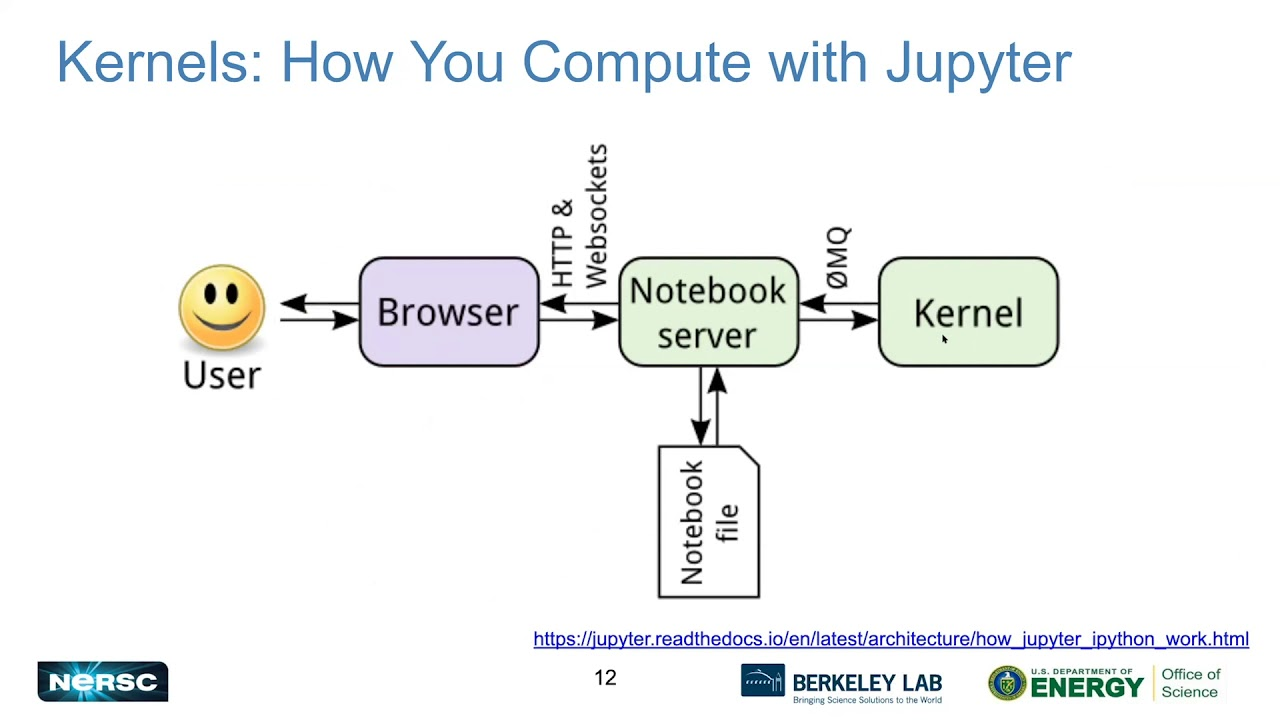 Kernels: How You Compute with Jupyter
HTTP &
Websockets
ØMQ
User
Browser
Notebook
server
Kernel
Notebook
file
https://jupyter.readthedocs.io/en/latest/architecture/how_jupyter_ipython_work.html
NERSC
12
BERKELEY LAB
Bringing Science Solutions to the World
U.S. DEPARTMENT OF
ENERGY
Office of
Science